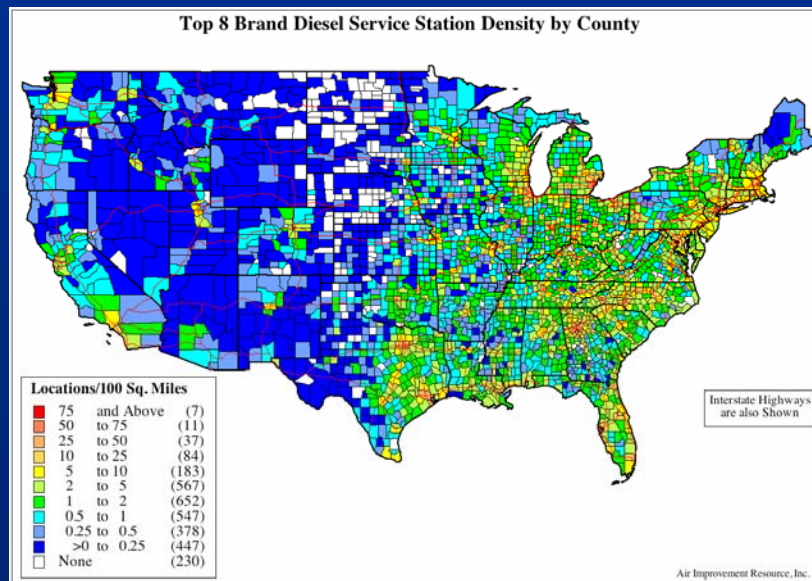 Top 8 Brand Diesel Service Station Density by County
Locations/100 Sq. Miles
75 and Above (7)
50 to 75 (11)
25 to 50 (37)
10 to 25 (84)
5 to 10 (183)
2 to 5 (567)
1 to 2 (652)
0.5 to 1 (547)
0.25 to 0.5 (378)
>0 to 0.25 (447)
None (230)
Interstate Highways
are also Shown
Air Improvement Resource, Inc.